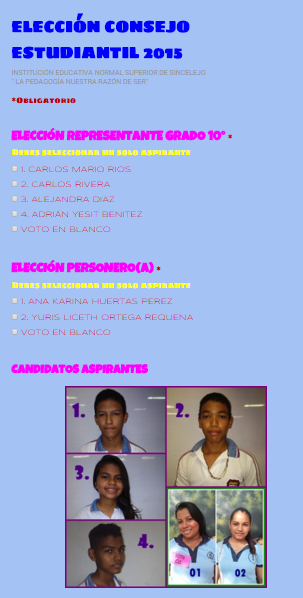 ELECCIÓN CONSEJO
ESTUDIANTIL 2015
INSTITUCIÓN EDUCATIVA NORMAL SUPERIOR DE SINCELEJO
"LA PEDAGOGÍA NUESTRA RAZÓN DE SER"
*Obligatorio
ELECCIÓN REPRESENTANTE GRADO 10° *
Debes seleccionar un solo aspirante
1. CARLOS MARIO RIOS
2. CARLOS RIVERA
3. ALEJANDRA DIAZ
4. ADRIÁN YESIT BENITEZ
VOTO EN BLANCO
ELECCIÓN PERSONERO(A) *
Debes seleccionar un solo aspirante
1. ANA KARINA HUERTAS PEREZ
2. YURIS LICETH ORTEGA REQUENA
VOTO EN BLANCO
CANDIDATOS ASPIRANTES
1.
2.
3.
4.
01
02